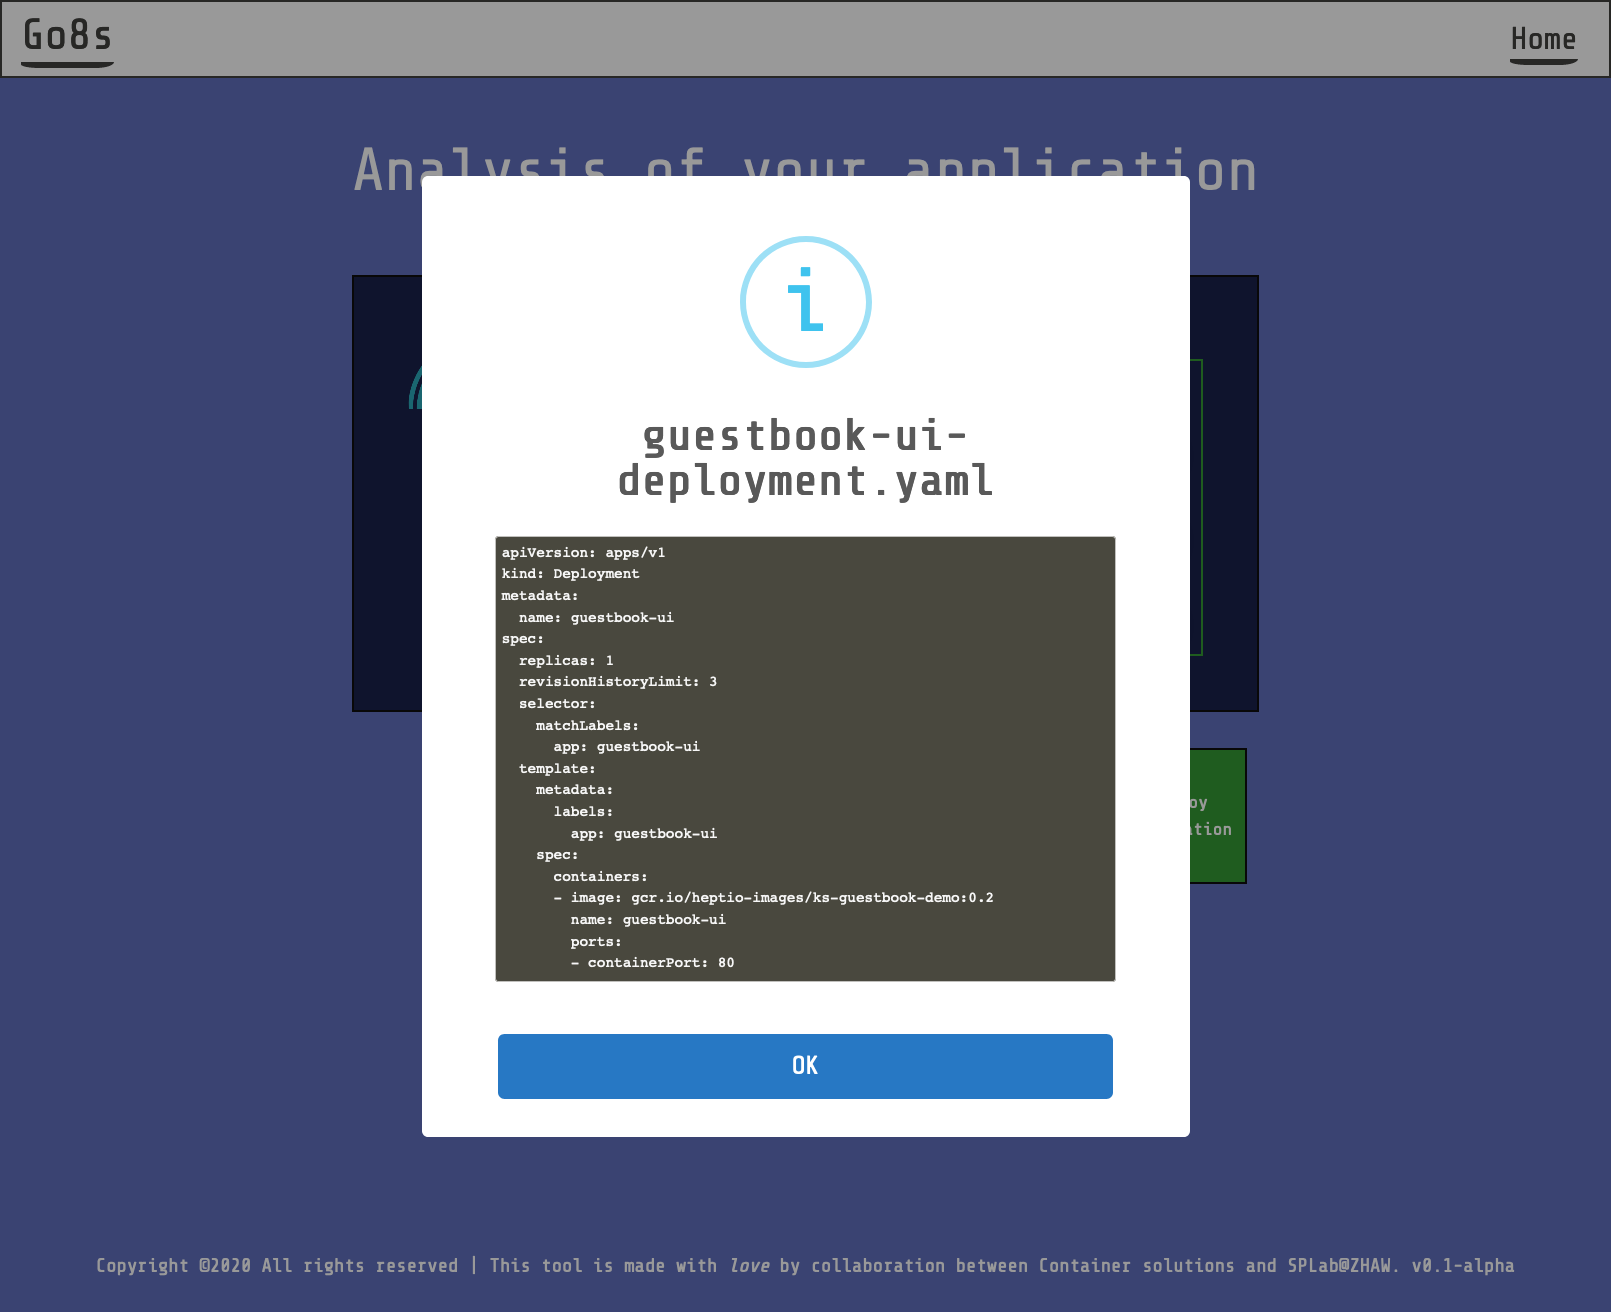 Go8s
Home
Analysis of your application
guestbook-ui-
deployment.yaml
apiVersion: apps/v1
kind: Deployment
metadata:
  name: guestbook-ui
spec:
  replicas: 1
  revisionHistoryLimit: 3
  selector:
    matchLabels:
      app: guestbook-ui
  template:
    metadata:
      labels:
        app: guestbook-ui
    spec:
      containers:
      - image: gcr.io/heptio-images/ks-guestbook-demo:0.2
        name: guestbook-ui
        ports:
        - containerPort: 80
OK
Copyright ©2020 All rights reserved | This tool is made with love by collaboration between Container solutions and SPLab@ZHAW. v0.1-alpha